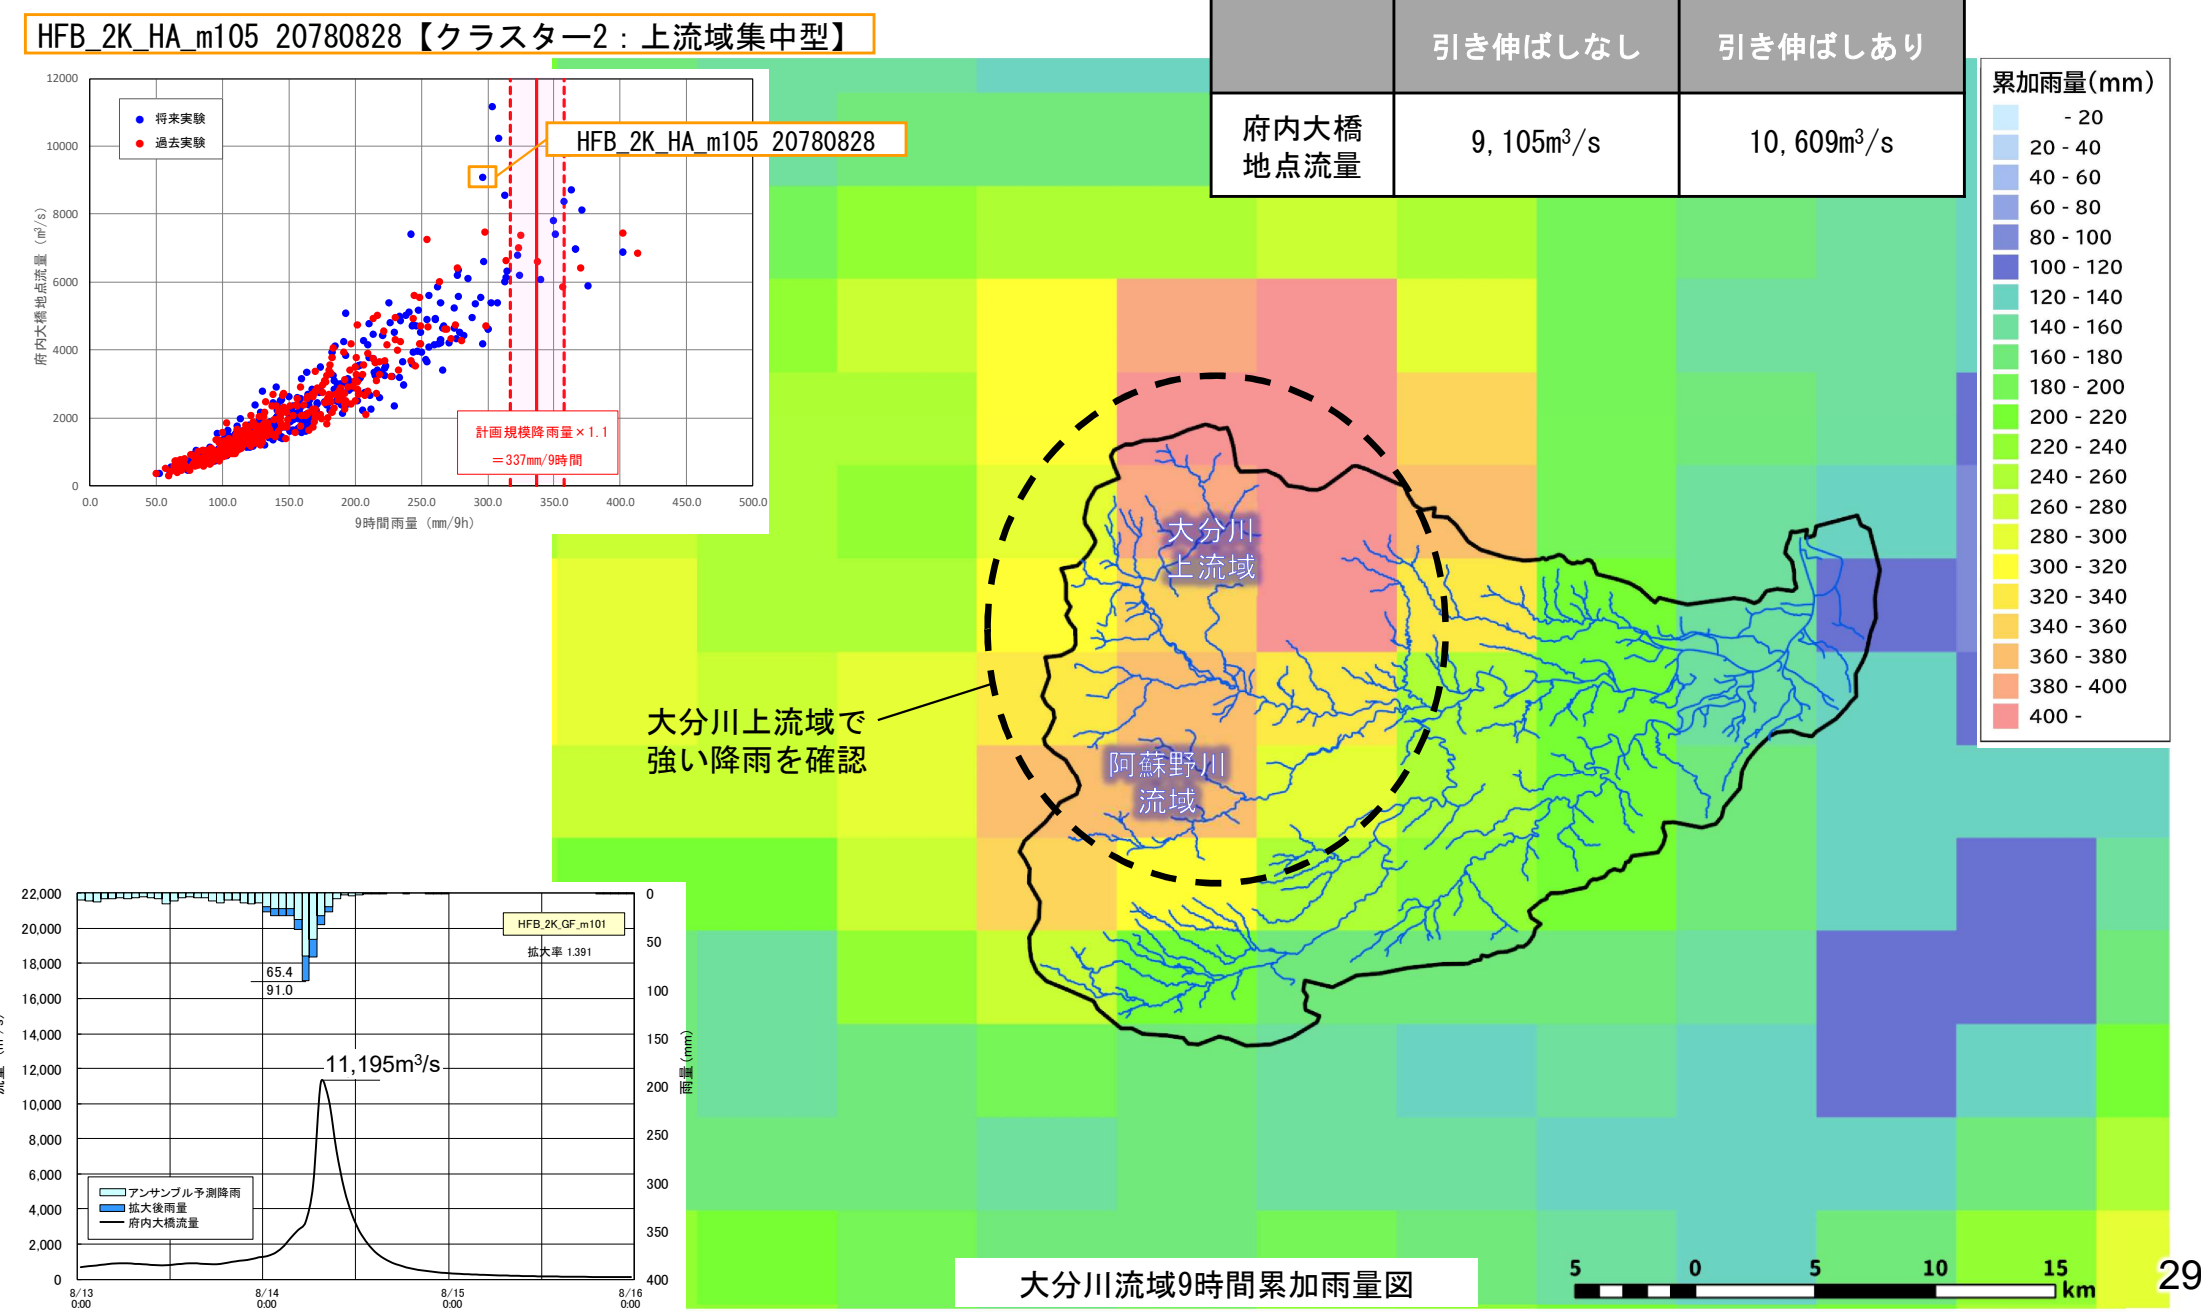 HFB_2K_HA_m105 20780828【クラスター2：上流域集中型】
引き伸ばしなし
引き伸ばしあり
府内大橋
地点流量
9,105m³/s
10,609m³/s
累加雨量(mm)
- 20
20 - 40
40 - 60
60 - 80
80 - 100
100 - 120
120 - 140
140 - 160
160 - 180
180 - 200
200 - 220
220 - 240
240 - 260
260 - 280
280 - 300
300 - 320
320 - 340
340 - 360
360 - 380
380 - 400
400 -
府内大橋地点流量（m³/s）
12000
10000
8000
6000
4000
2000
0
将来実験
過去実験
HFB_2K_HA_m105 20780828
計画規模降雨量×1.1
＝337mm/9時間
0.0
50.0
100.0
150.0
200.0
250.0
300.0
350.0
400.0
450.0
500.0
9時間雨量（mm/9h）
大分川
上流域
阿蘇野川
流域
大分川上流域で
強い降雨を確認
22,000
20,000
18,000
16,000
14,000
12,000
10,000
8,000
6,000
4,000
2,000
0
HFB_2K_GF_m101
拡大率 1.391
65.4
91.0
11,195m³/s
アンサンブル予測降雨
拡大後雨量
府内大橋流量
0
50
100
150
200
250
300
350
400
雨量(mm)
8/13
0:00
8/14
0:00
8/15
0:00
8/16
0:00
大分川流域9時間累加雨量図
5
0
5
10
15
km
29